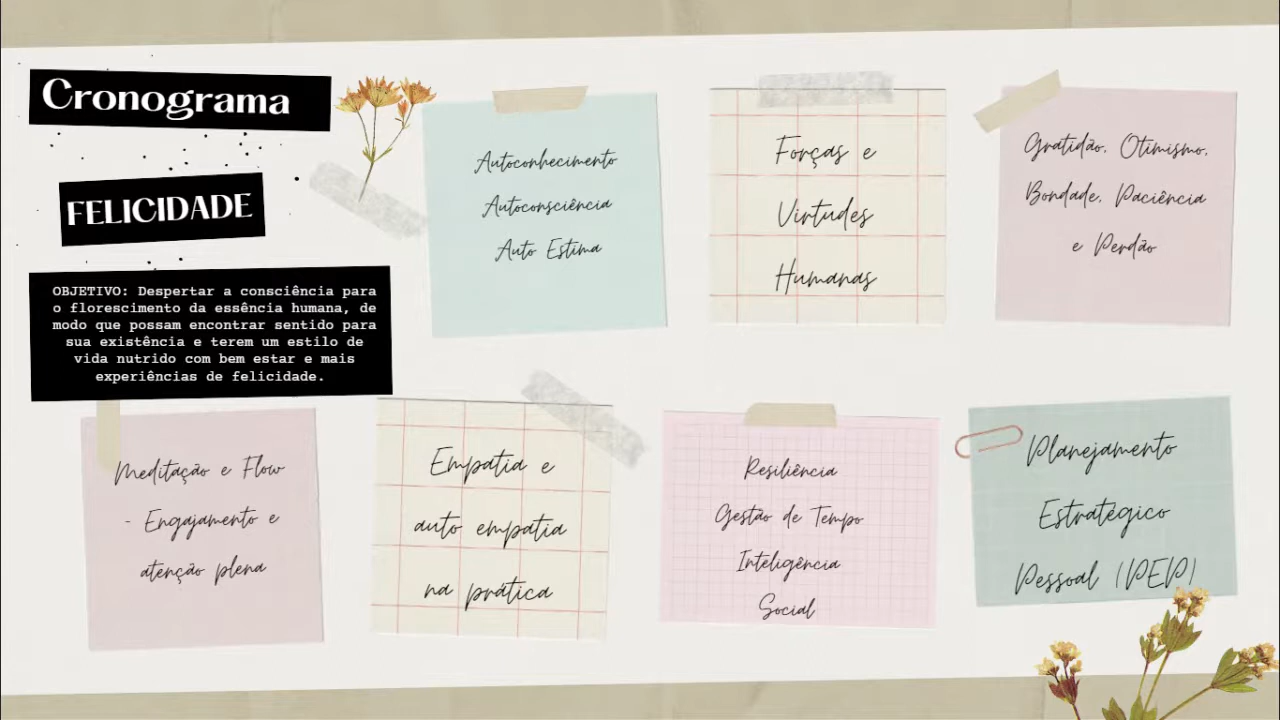 Cronograma
FELICIDADE
OBJETIVO: Despertar a consciência para
o florescimento da essência humana, de
modo que possam encontrar sentido para
sua existência e terem um estilo de
vida nutrido com bem estar e mais
experiências de felicidade.
Autoconhecimento
Autoconsciência
Auto Estima
Forças e
Virtudes
Humanas
Gratidão, Otimismo,
Bondade, Paciência
e Perdão
Meditação e Flow
- Engajamento e
atenção plena
Empatia e
auto empatia
na prática
Resiliência
Gestão de Tempo
Inteligência
Social
Planejamento
Estratégico
Pessoal (PEP)